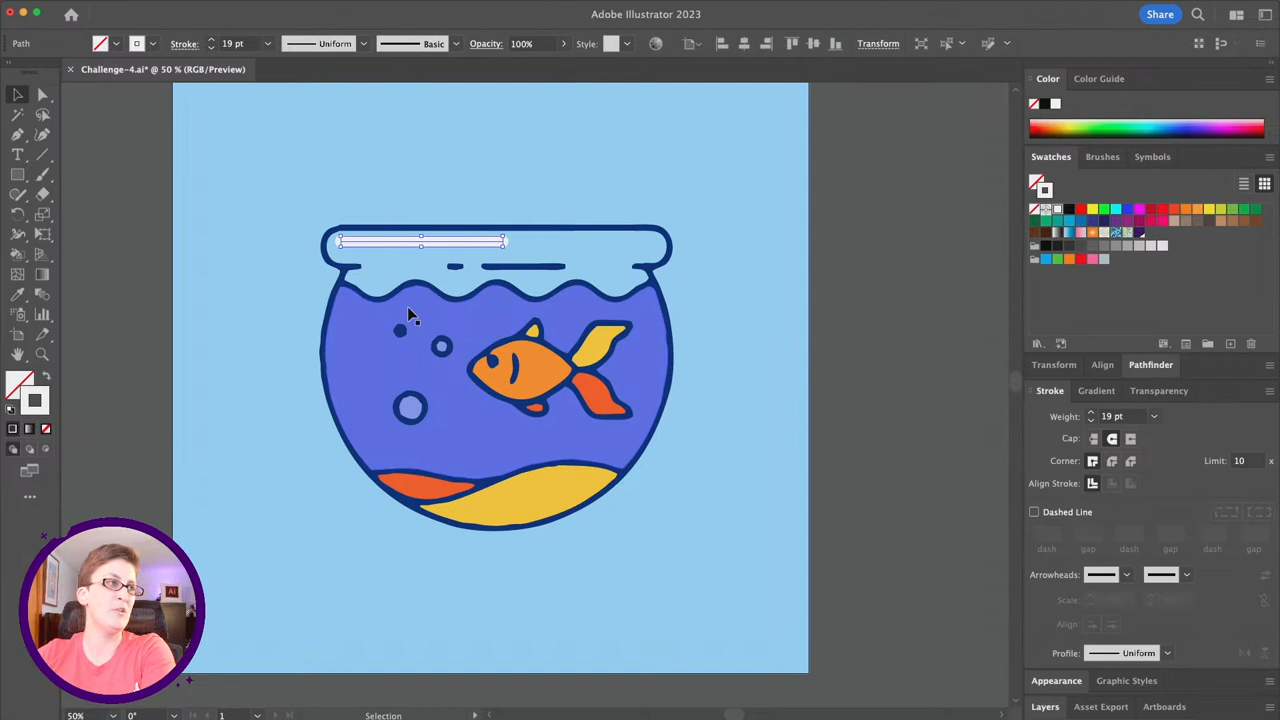 Adobe Illustrator 2023
Share
Path
Stroke:
19 pt
Uniform
Basic
Opacity:
100%
Style:
Transform
Challenge-4.ai* @ 50 % (RGB/Preview)
Color
Color Guide
Swatches
Brushes
Symbols
Transform
Align
Pathfinder
Stroke
Gradient
Transparency
Weight:
19 pt
Cap:
Corner:
Limit:
10
x
Align Stroke:
Dashed Line
dash
gap
dash
gap
dash
gap
Arrowheads:
Scale:
Align:
Profile:
Uniform
Appearance
Graphic Styles
Layers
Asset Export
Artboards
Ai
50%
0°
1
Selection